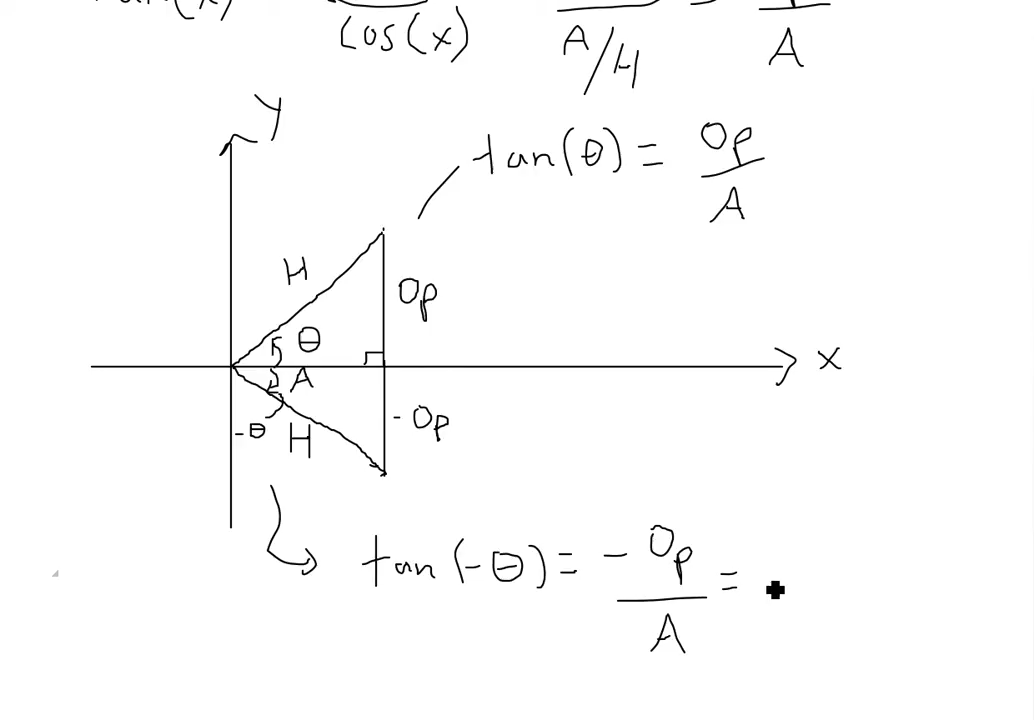 cos(x) A/H = A
y
tan(θ) = Op/A
H Op
θ
A x
-θ H - Op
tan(-θ) = - Op/A =